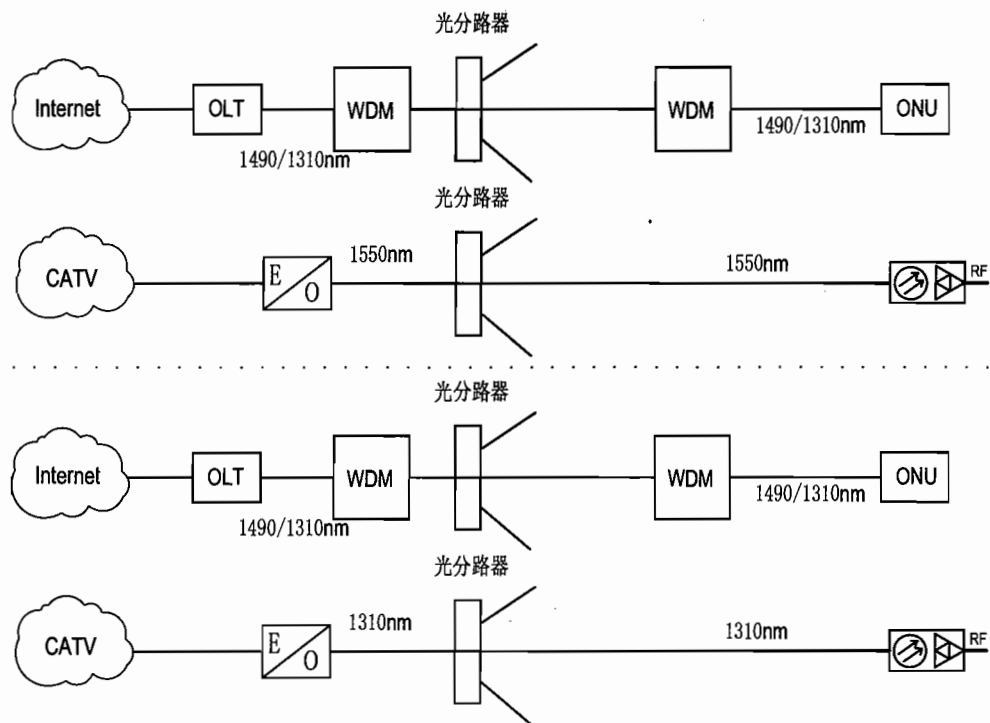 光分路器
Internet
OLT
WDM
WDM
ONU
1490/1310nm
1490/1310nm
光分路器
CATV
E
O
1550nm
1550nm
RF
光分路器
Internet
OLT
WDM
WDM
ONU
1490/1310nm
1490/1310nm
光分路器
CATV
E
O
1310nm
1310nm
RF